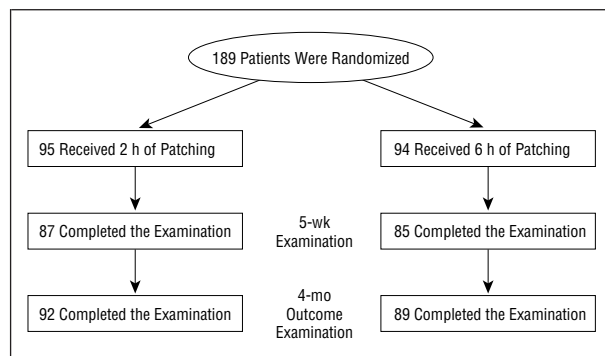 189 Patients Were Randomized
95 Received 2 h of Patching
94 Received 6 h of Patching
87 Completed the Examination
5-wk
Examination
85 Completed the Examination
92 Completed the Examination
4-mo
Outcome
Examination
89 Completed the Examination